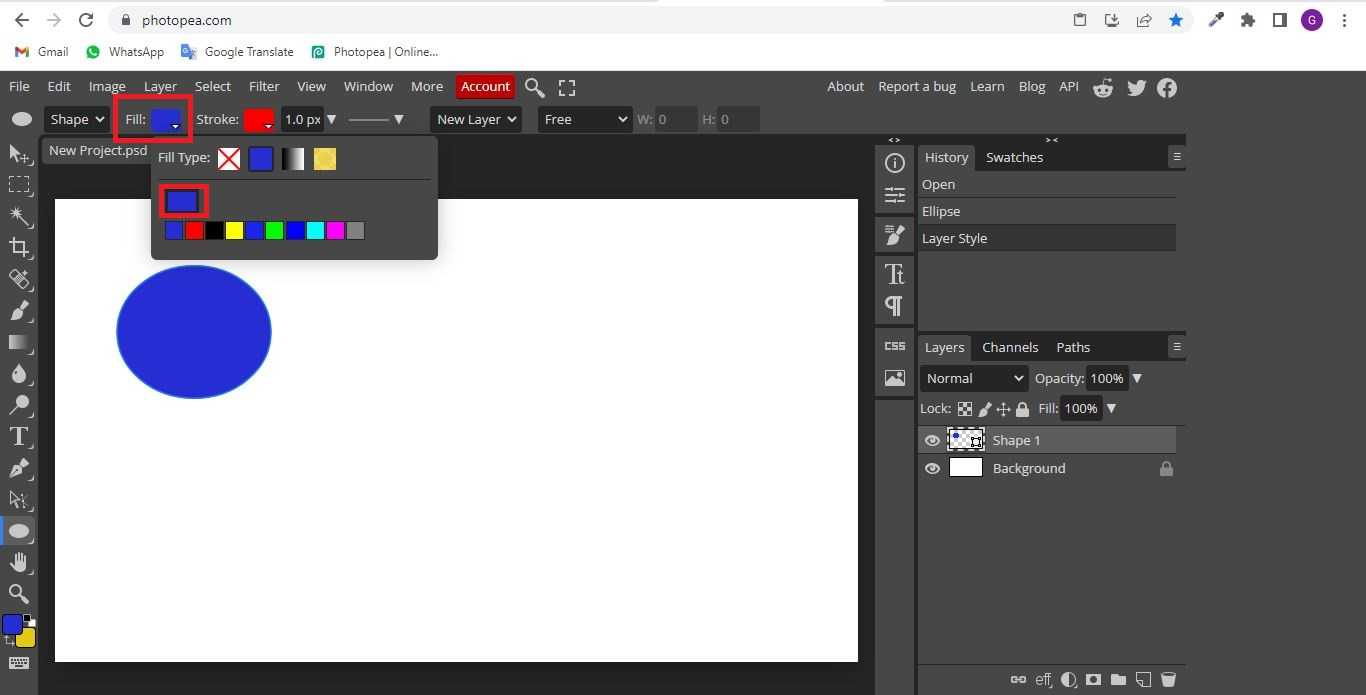 photopea.com
G
Gmail WhatsApp Google Translate Photopea | Online...
File Edit Image Layer Select Filter View Window More Account About Report a bug Learn Blog API
Shape Fill: Stroke: 1.0 px New Layer Free W: 0 H: 0
New Project.psd
Fill Type:
< >
> <
History Swatches
Open
Ellipse
Layer Style
Tt
¶
CSS
Layers Channels Paths
Normal Opacity: 100%
Lock: Fill: 100%
Shape 1
Background
T
eff